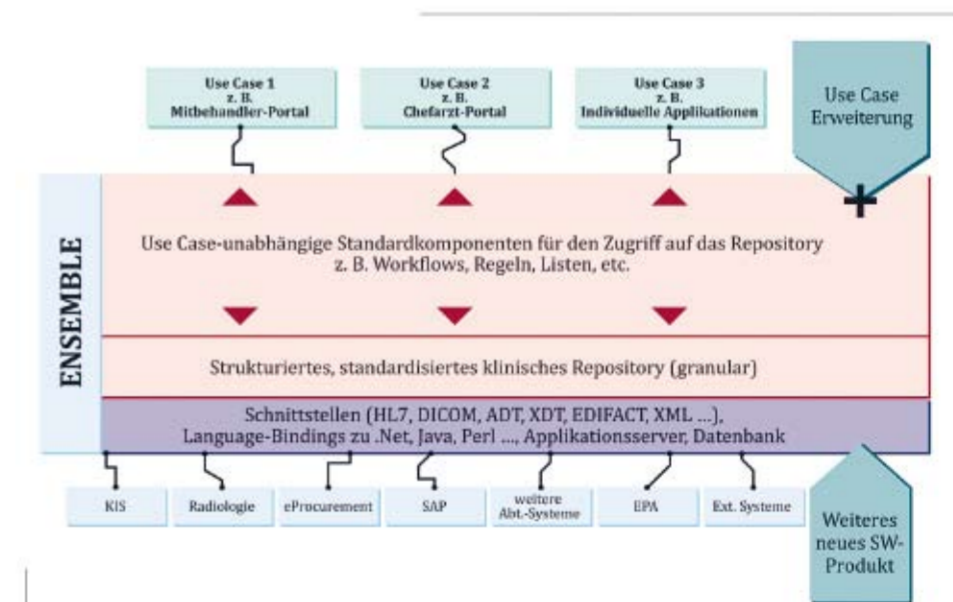 Use Case 1
z. B.
Mitbehandler-Portal
Use Case 2
z. B.
Chefarzt-Portal
Use Case 3
z. B.
Individuelle Applikationen
Use Case
Erweiterung
ENSEMBLE
Use Case-unabhängige Standardkomponenten für den Zugriff auf das Repository
z. B. Workflows, Regeln, Listen, etc.
Strukturiertes, standardisiertes klinisches Repository (granular)
Schnittstellen (HL7, DICOM, ADT, XDT, EDIFACT, XML ...),
Language-Bindings zu .Net, Java, Perl ..., Applikationsserver, Datenbank
KIS
Radiologie
eProcurement
SAP
weitere
Abt.-Systeme
EPA
Ext. Systeme
Weiteres
neues SW-
Produkt